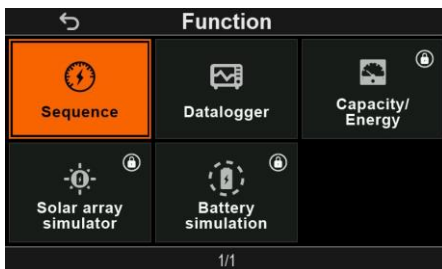 Function
Sequence
Datalogger
Capacity/
Energy
Solar array
simulator
Battery
simulation
1/1